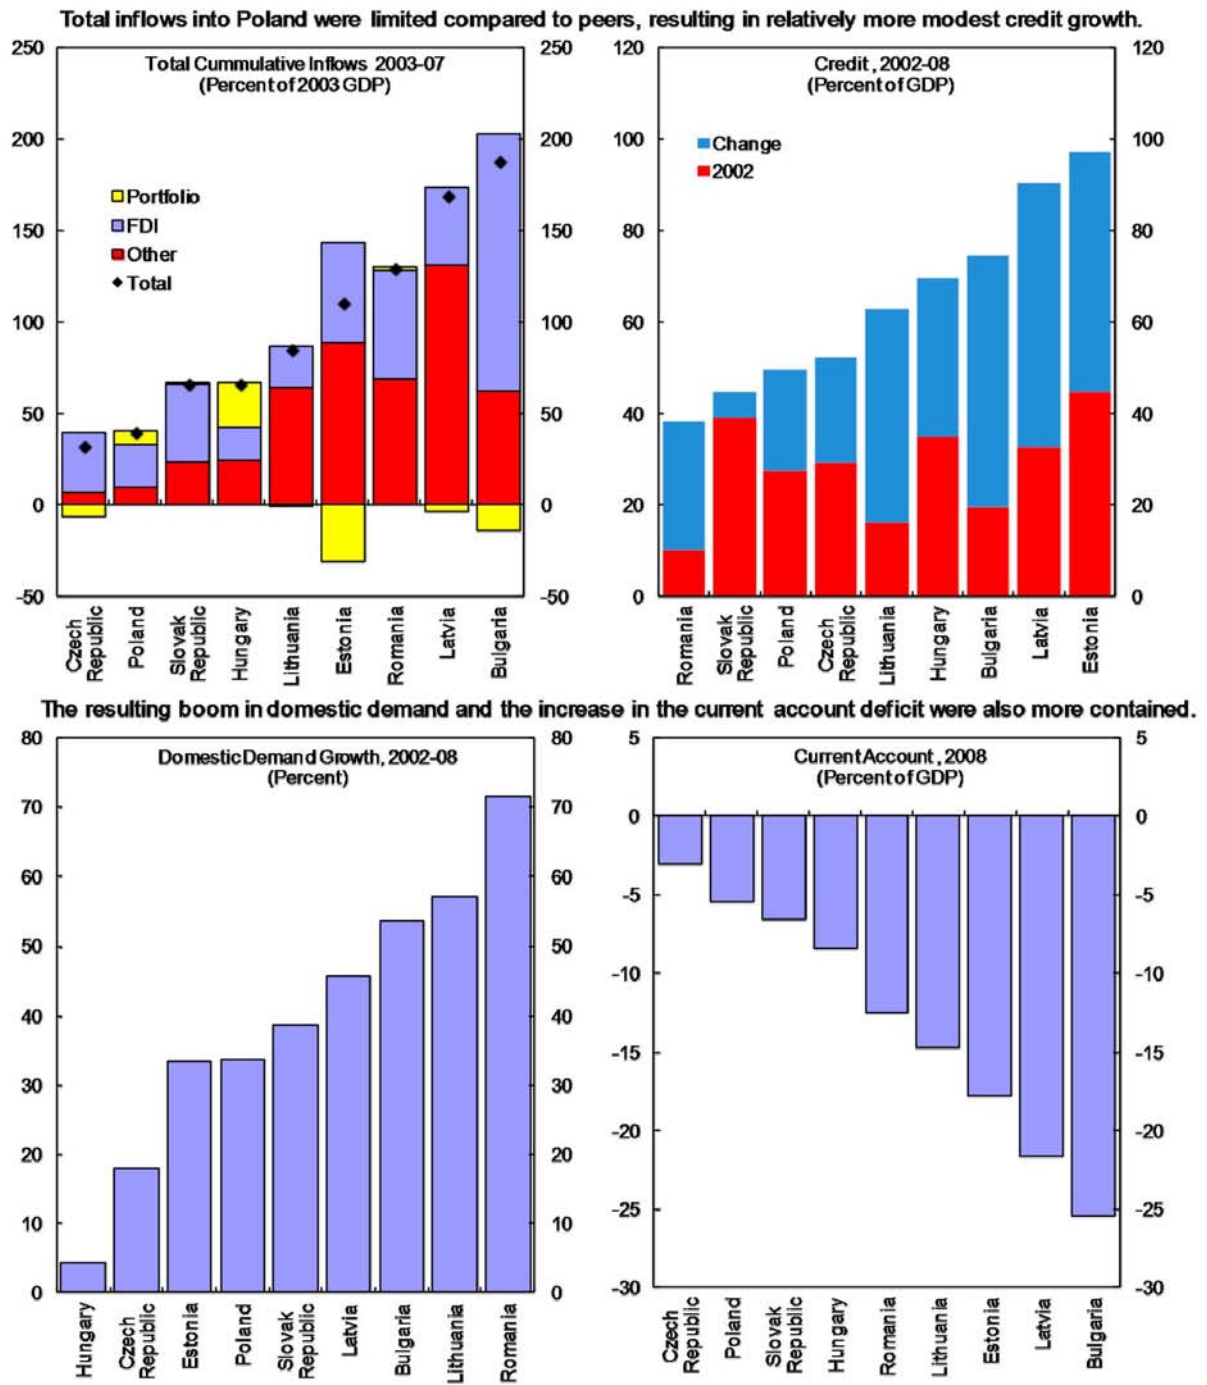 Total inflows into Poland were limited compared to peers, resulting in relatively more modest credit growth.
Total Cummulative Inflows 2003-07
(Percent of 2003 GDP)
250
200
150
100
50
0
-50
250
200
150
100
50
0
-50
Portfolio
FDI
Other
Total
Czech Republic
Poland
Slovak Republic
Hungary
Lithuania
Estonia
Romania
Latvia
Bulgaria
Credit, 2002-08
(Percent of GDP)
120
100
80
60
40
20
0
120
100
80
60
40
20
0
Change
2002
Romania
Slovak Republic
Poland
Czech Republic
Lithuania
Hungary
Bulgaria
Latvia
Estonia
The resulting boom in domestic demand and the increase in the current account deficit were also more contained.
Domestic Demand Growth, 2002-08
(Percent)
80
70
60
50
40
30
20
10
0
80
70
60
50
40
30
20
10
0
Hungary
Czech Republic
Estonia
Poland
Slovak Republic
Latvia
Bulgaria
Lithuania
Romania
Current Account, 2008
(Percent of GDP)
5
0
-5
-10
-15
-20
-25
-30
5
0
-5
-10
-15
-20
-25
-30
Czech Republic
Poland
Slovak Republic
Hungary
Romania
Lithuania
Estonia
Latvia
Bulgaria